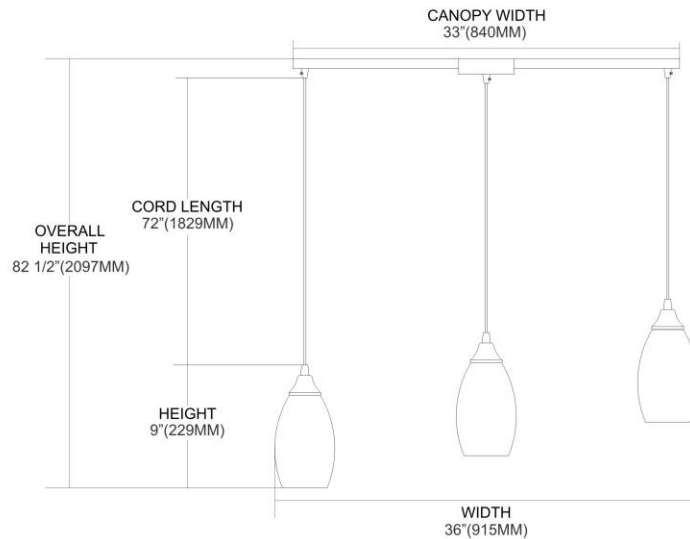 CANOPY WIDTH
33”(840MM)
CORD LENGTH
72”(1829MM)
OVERALL
HEIGHT
82 1/2”(2097MM)
HEIGHT
9”(229MM)
WIDTH
36”(915MM)